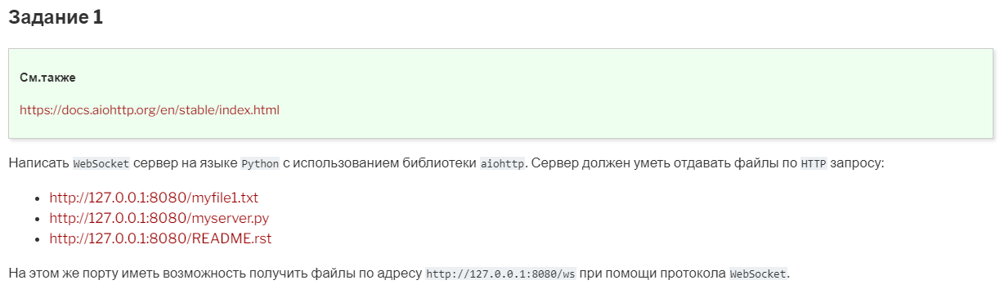 Задание 1
См.также
https://docs.aiohttp.org/en/stable/index.html
Написать WebSocket сервер на языке Python с использованием библиотеки aiohttp. Сервер должен уметь отдавать файлы по HTTP запросу:
• http://127.0.0.1:8080/myfile1.txt
• http://127.0.0.1:8080/myserver.py
• http://127.0.0.1:8080/README.rst
На этом же порту иметь возможность получить файлы по адресу http://127.0.0.1:8080/ws при помощи протокола WebSocket.